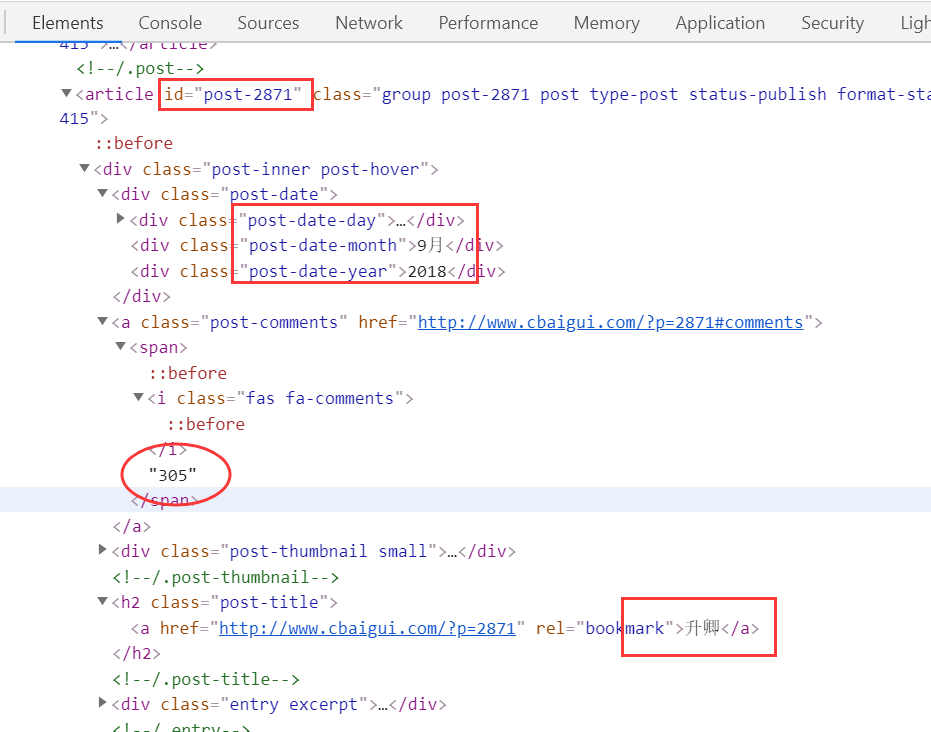 Elements Console Sources Network Performance Memory Application Security Ligh
415">…</article>
<!--/.post-->
▼<article id="post-2871" class="group post-2871 post type-post status-publish format-sta
415">
::before
▼<div class="post-inner post-hover">
▼<div class="post-date">
▶<div class="post-date-day">…</div>
<div class="post-date-month">9月</div>
<div class="post-date-year">2018</div>
</div>
▼<a class="post-comments" href="http://www.cbaigui.com/?p=2871#comments">
▼<span>
::before
▼<i class="fas fa-comments">
::before
</i>
"305"
</span>
</a>
▶<div class="post-thumbnail small">…</div>
<!--/.post-thumbnail-->
▼<h2 class="post-title">
<a href="http://www.cbaigui.com/?p=2871" rel="bookmark">升卿</a>
</h2>
<!--/.post-title-->
▶<div class="entry excerpt">…</div>
<!--/.entry-->